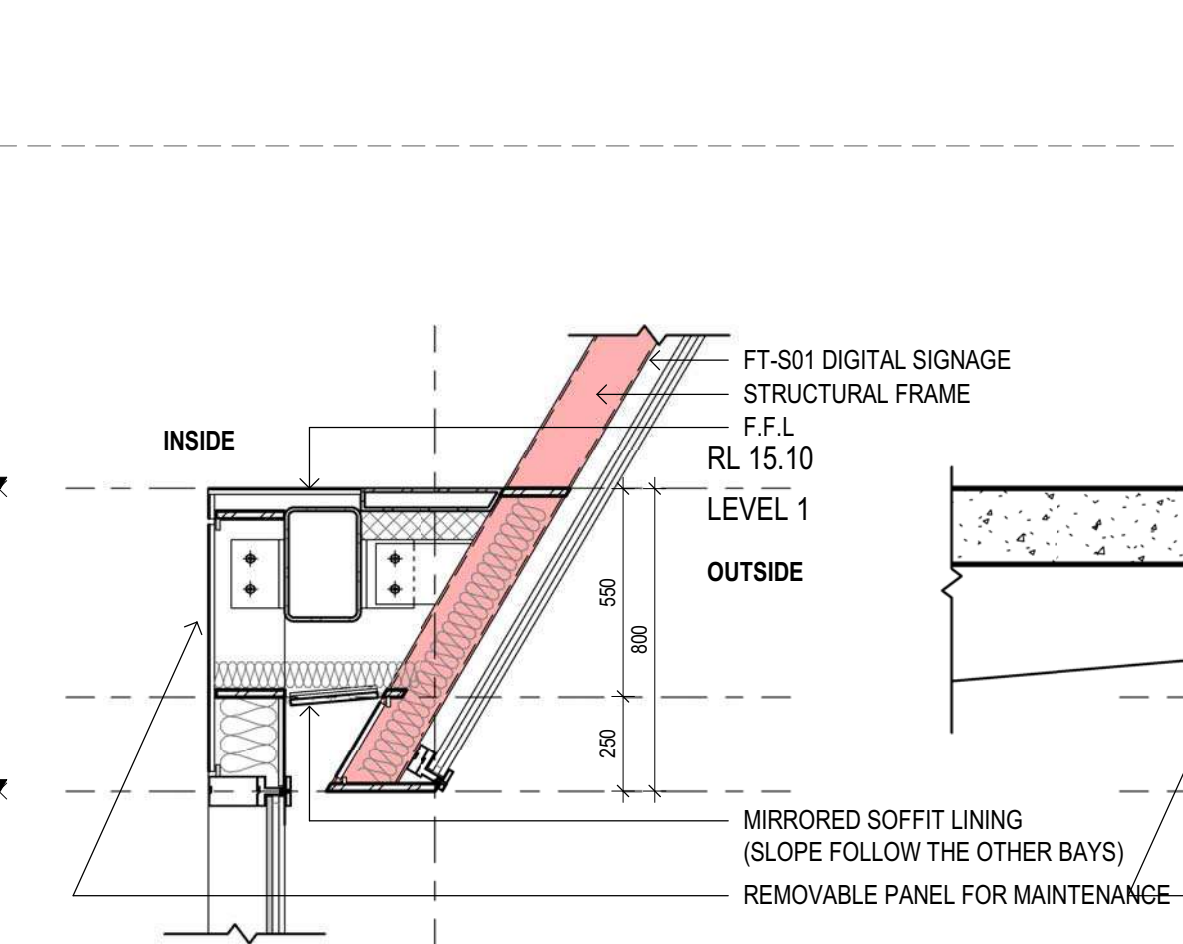 FT-S01 DIGITAL SIGNAGE
STRUCTURAL FRAME
F.F.L
INSIDE
RL 15.10
LEVEL 1
OUTSIDE
550
800
250
MIRRORED SOFFIT LINING
(SLOPE FOLLOW THE OTHER BAYS)
REMOVABLE PANEL FOR MAINTENANCE